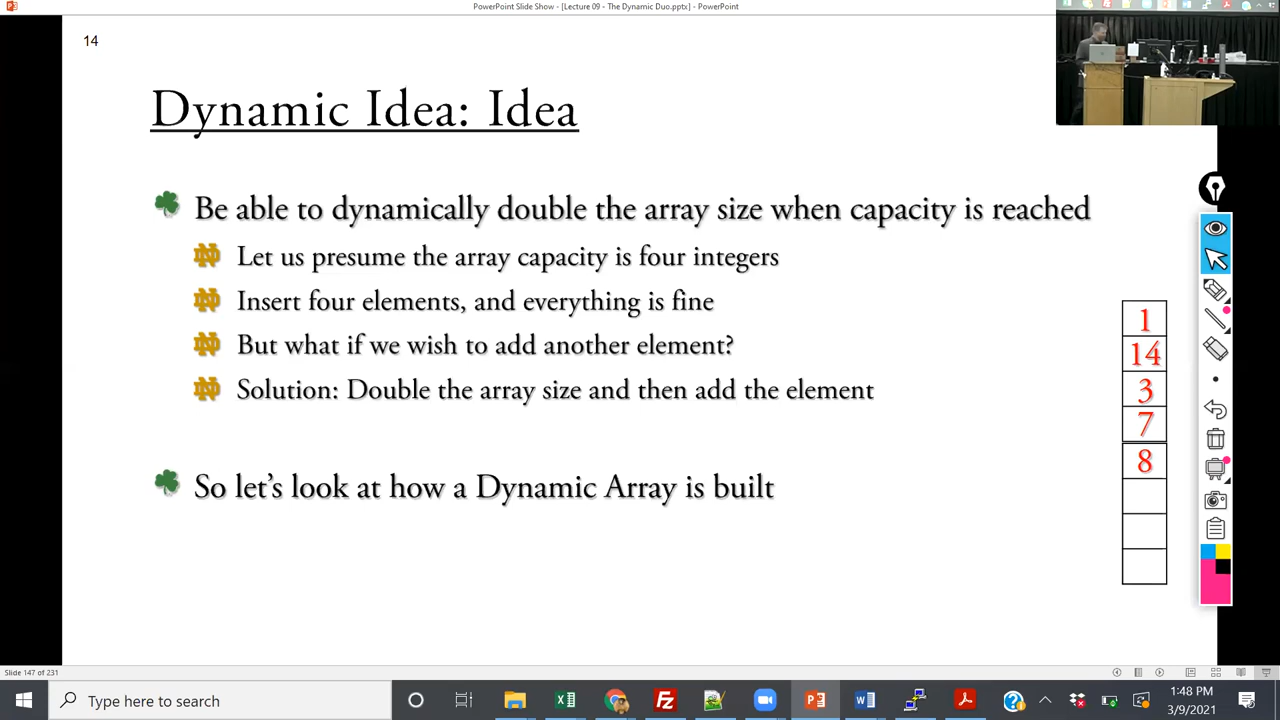 PowerPoint Slide Show - [Lecture 09 - The Dynamic Duo.pptx] - PowerPoint
14
Dynamic Idea: Idea
Be able to dynamically double the array size when capacity is reached
Let us presume the array capacity is four integers
Insert four elements, and everything is fine
But what if we wish to add another element?
Solution: Double the array size and then add the element
So let's look at how a Dynamic Array is built
1
14
3
7
8
Slide 147 of 231
Type here to search
1:48 PM
3/9/2021